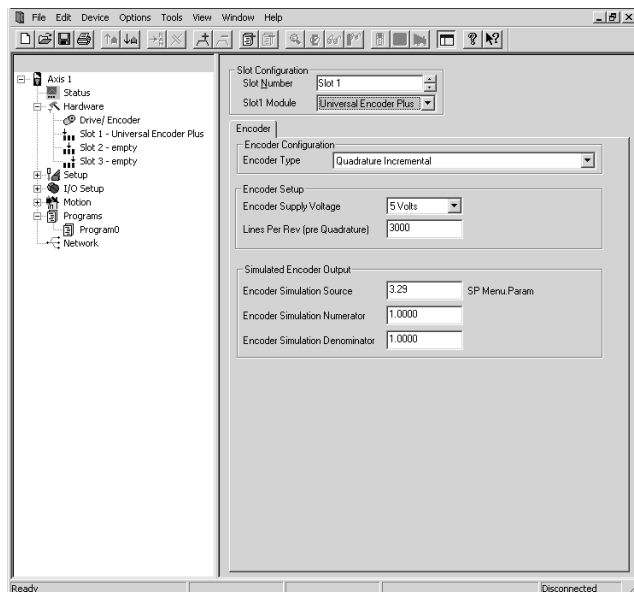 File Edit Device Options Tools View Window Help
Axis 1
Status
Hardware
Drive/ Encoder
Slot 1 - Universal Encoder Plus
Slot 2 - empty
Slot 3 - empty
Setup
I/O Setup
Motion
Programs
Program0
Network
Slot Configuration
Slot Number Slot 1
Slot1 Module Universal Encoder Plus
Encoder
Encoder Configuration
Encoder Type Quadrature Incremental
Encoder Setup
Encoder Supply Voltage 5 Volts
Lines Per Rev (pre Quadrature) 3000
Simulated Encoder Output
Encoder Simulation Source 3.29 SP Menu.Param
Encoder Simulation Numerator 1.0000
Encoder Simulation Denominator 1.0000
Ready Disconnected